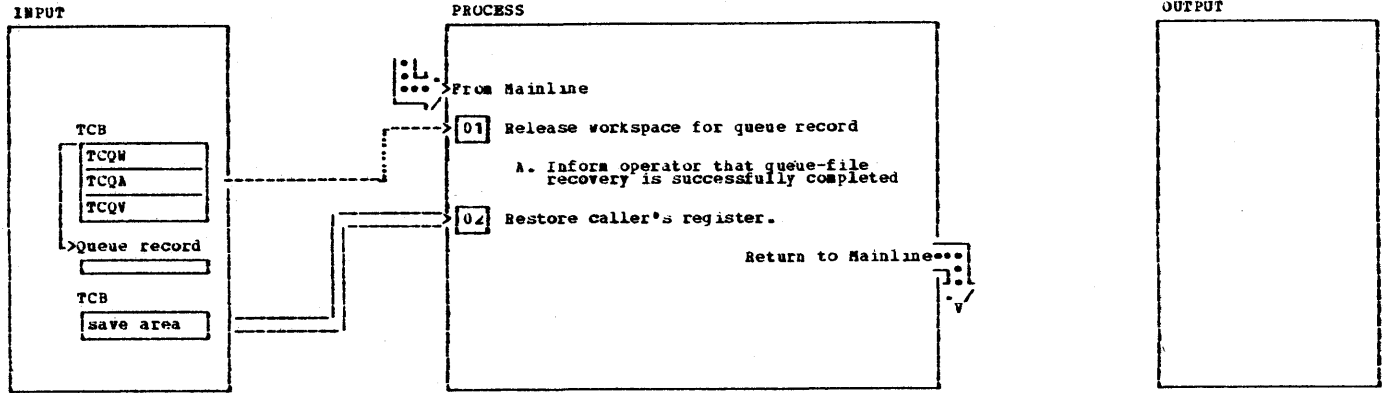 INPUT
PROCESS
OUTPUT
From Mainline
TCB
01 Release workspace for queue record
TCQW
A. Inform operator that queue-file
TCQA
recovery is successfully completed
TCQV
02 Restore caller's register.
Queue record
Return to Mainline
TCB
save area